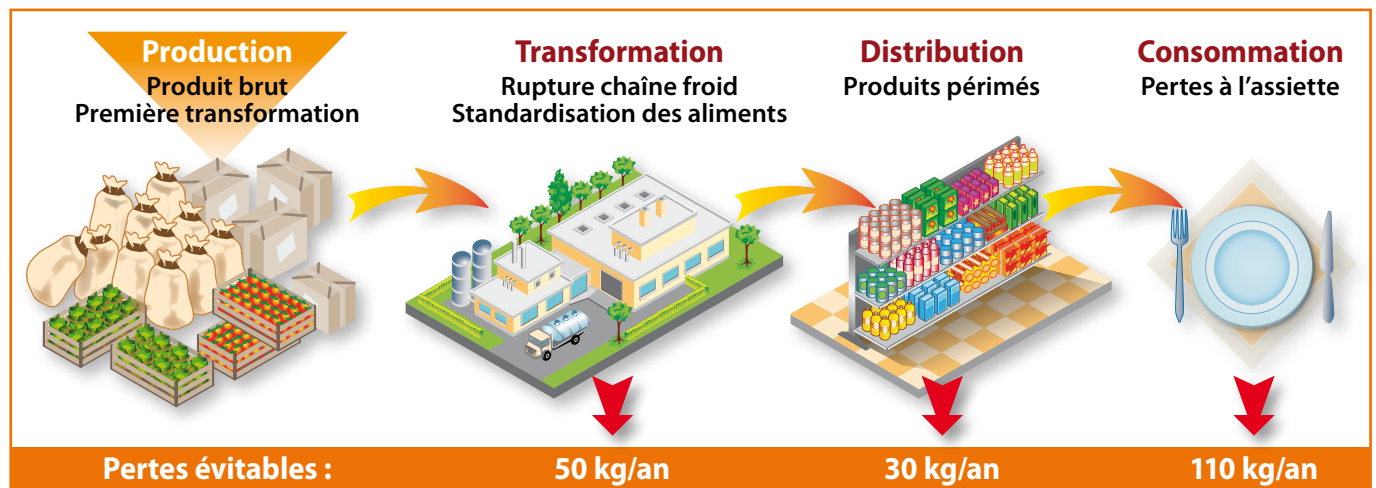 Production
Produit brut
Première transformation
Transformation
Rupture chaîne froid
Standardisation des aliments
Distribution
Produits périmés
Consommation
Pertes à l'assiette
Pertes évitables : 50 kg/an 30 kg/an 110 kg/an